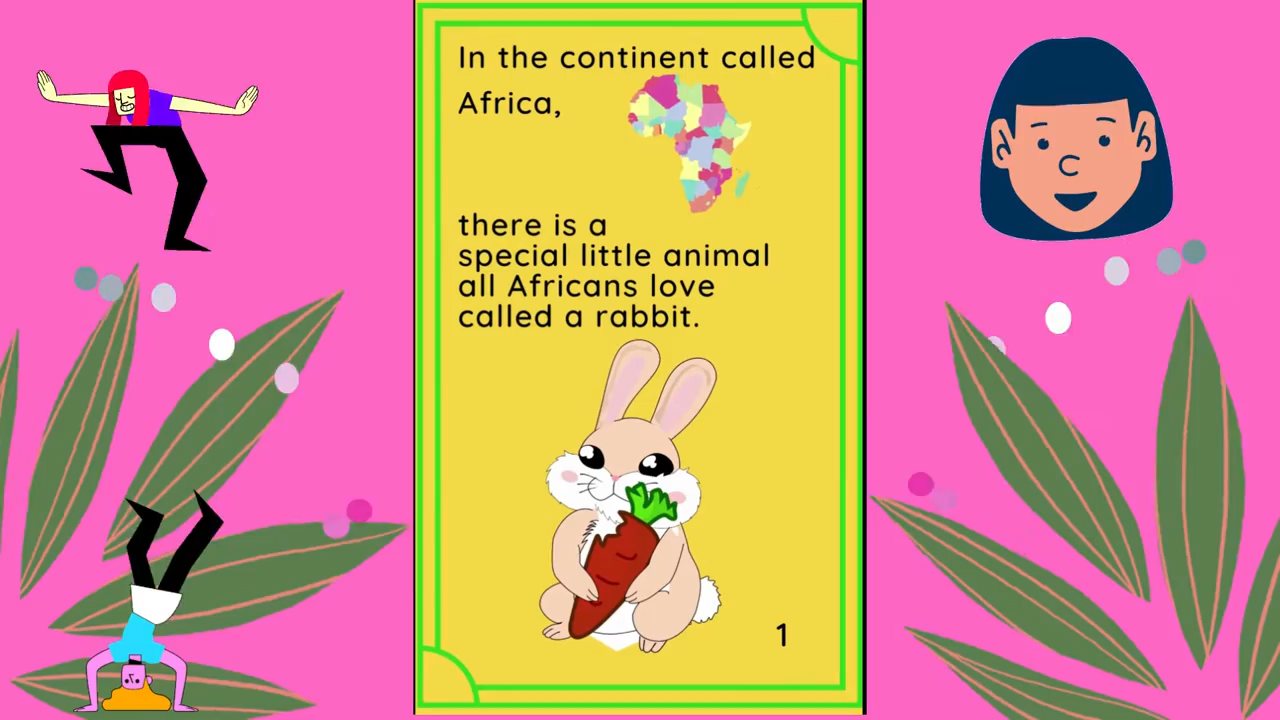 In the continent called
Africa,
there is a
special little animal
all Africans love
called a rabbit.
1